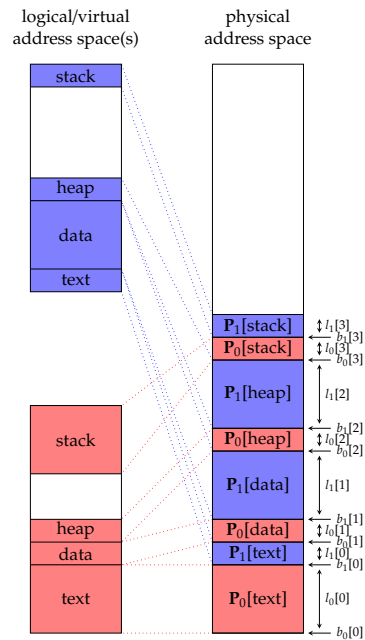 logical/virtual
address space(s)
physical
address space
stack
heap
data
text
stack
heap
data
text
P₁[stack]
P₀[stack]
P₁[heap]
P₀[heap]
P₁[data]
P₀[data]
P₁[text]
P₀[text]
l₁[3]
b₁[3]
l₀[3]
b₀[3]
l₁[2]
b₁[2]
l₀[2]
b₀[2]
l₁[1]
b₁[1]
l₀[1]
b₀[1]
l₁[0]
b₁[0]
l₀[0]
b₀[0]